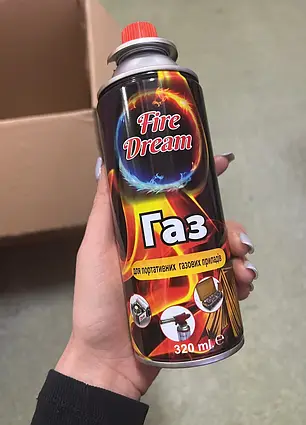 Fire
Dream
Газ
для портативних газових приладів
320 ml. ℮